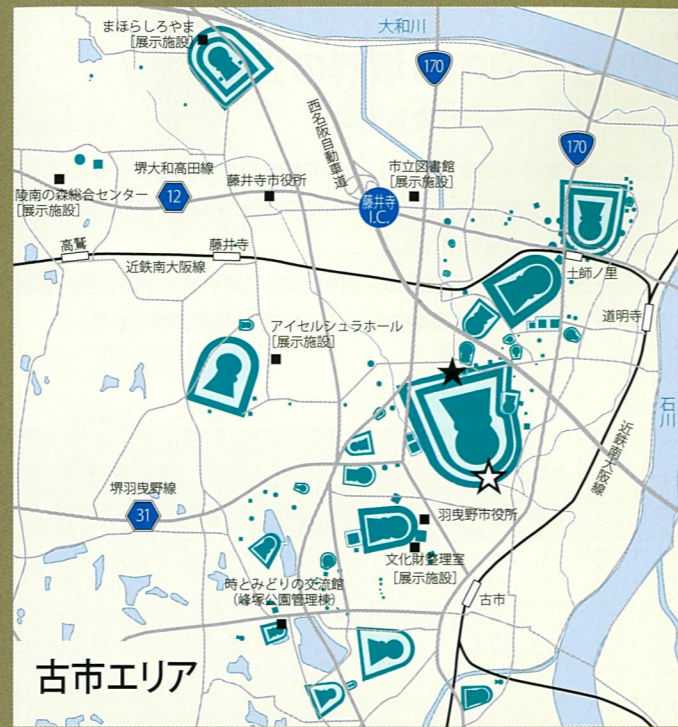 まほらしろやま
[展示施設]
大和川
170
西名阪自動車道
170
堺大和高田線
12
陵南の森総合センター
[展示施設]
藤井寺市役所
市立図書館
[展示施設]
藤井寺
I.C.
高鷲
藤井寺
近鉄南大阪線
土師ノ里
道明寺
アイセルシュラホール
[展示施設]
石川
近鉄南大阪線
堺羽曳野線
31
羽曳野市役所
文化財整理室
[展示施設]
時とみどりの交流館
(峰塚公園管理棟)
古市
古市エリア